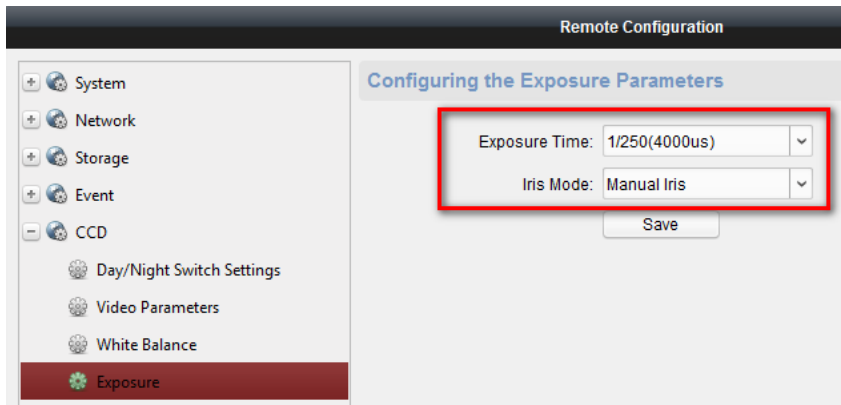 Remote Configuration
System
Network
Storage
Event
CCD
Day/Night Switch Settings
Video Parameters
White Balance
Exposure
Configuring the Exposure Parameters
Exposure Time: 1/250(4000us)
Iris Mode: Manual Iris
Save